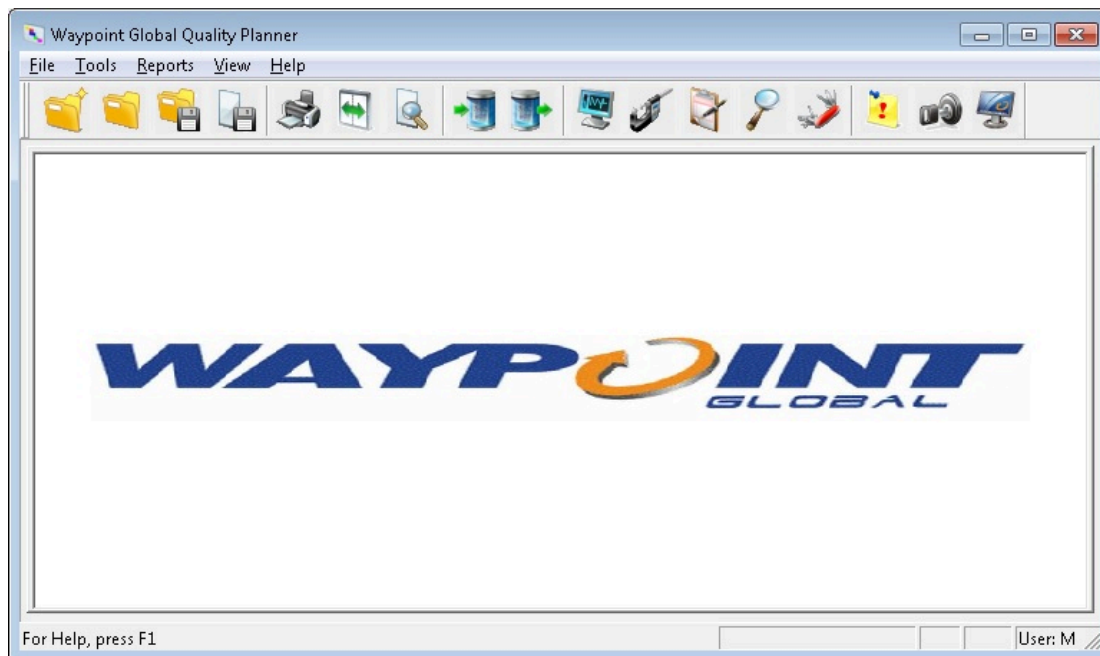 Waypoint Global Quality Planner
File Tools Reports View Help
WAYPOINT
GLOBAL
For Help, press F1
User: M